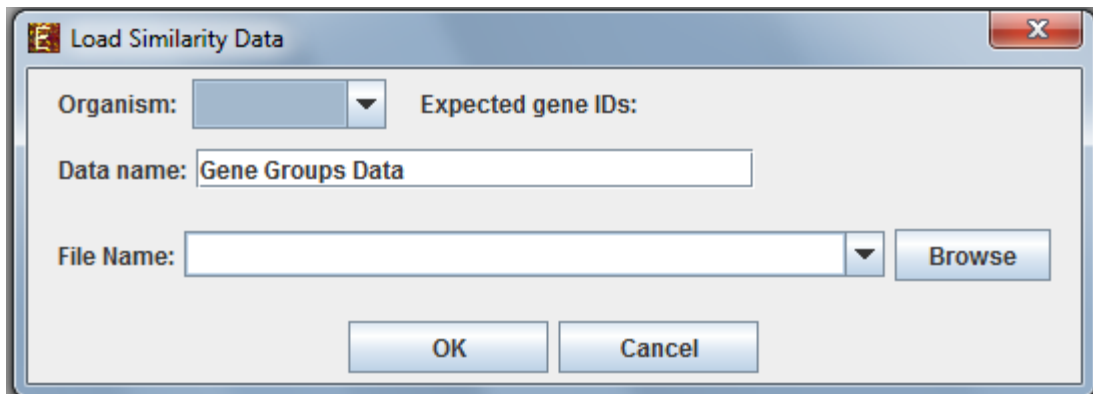 Load Similarity Data
Organism: Expected gene IDs:
Data name: Gene Groups Data
File Name: Browse
OK Cancel